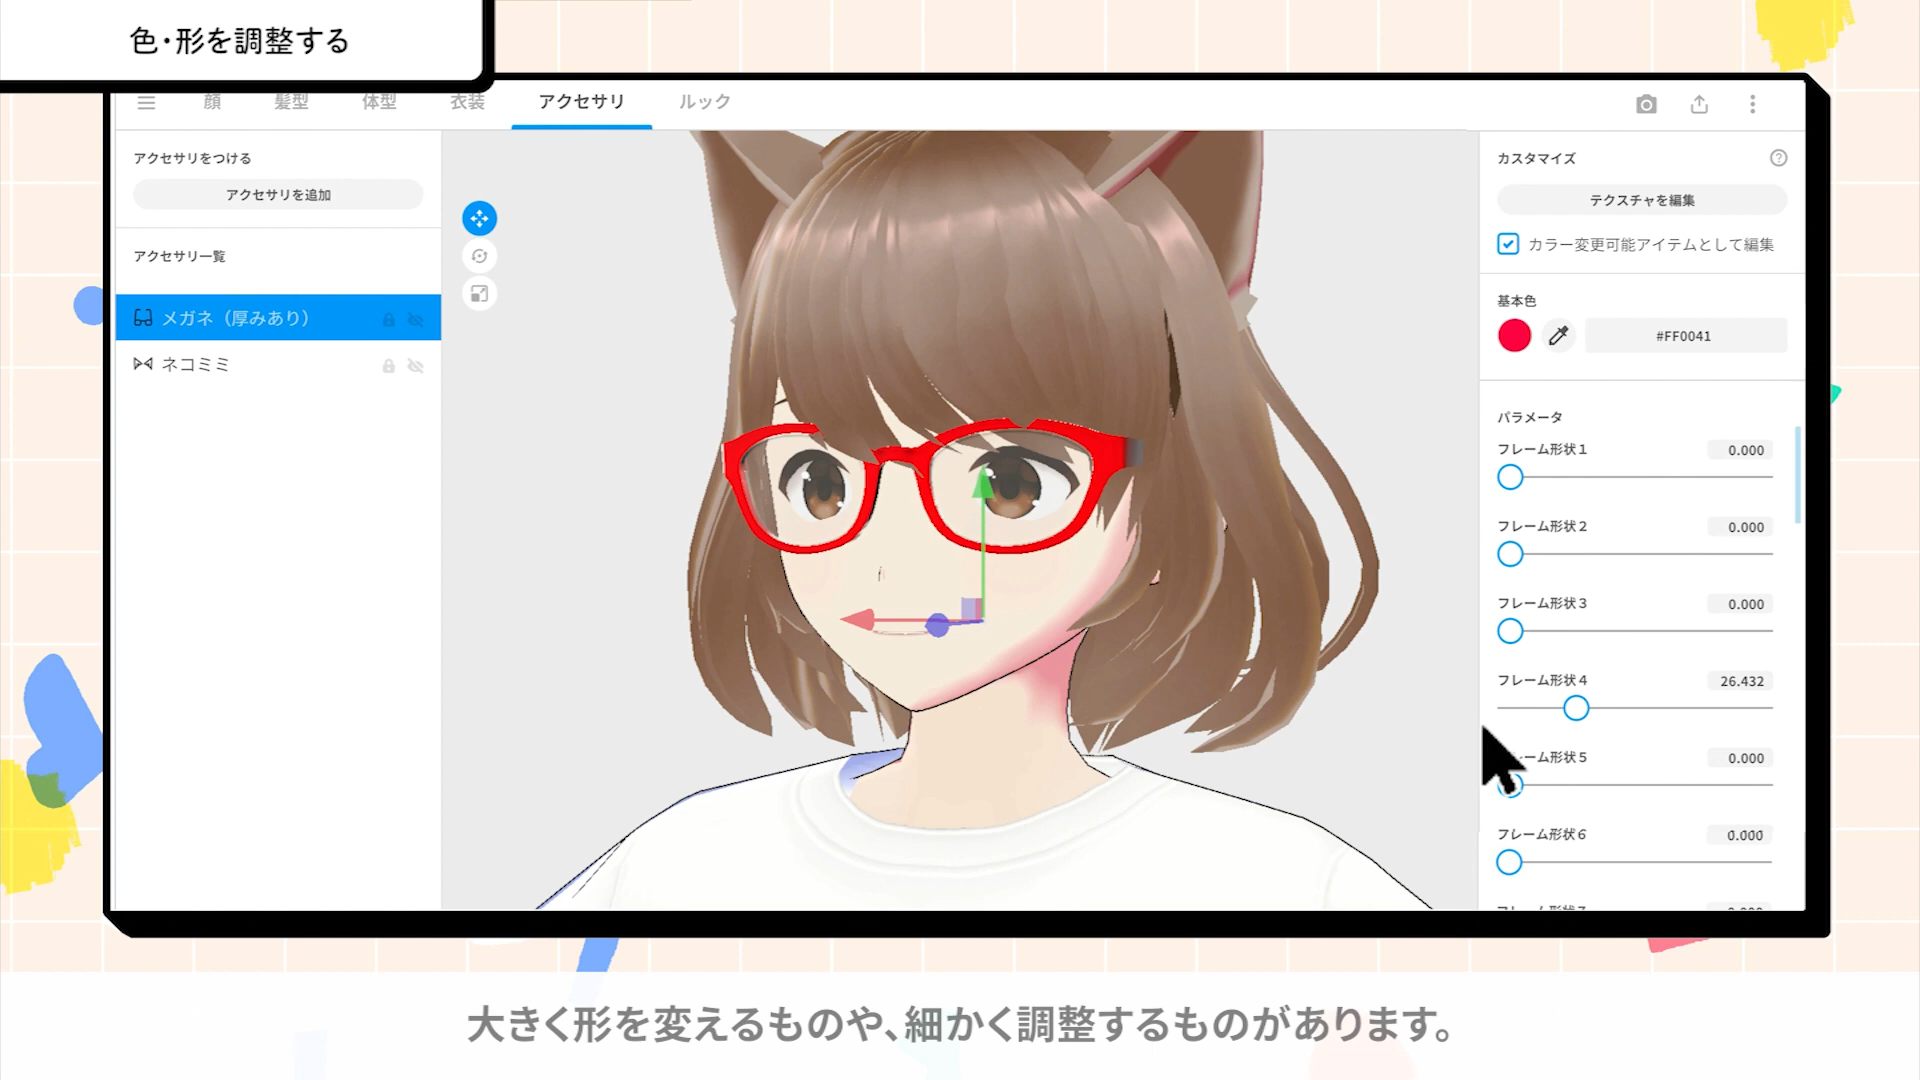 色・形を調整する
顔 髪型 体型 衣装 アクセサリ ルック
アクセサリをつける
アクセサリを追加
アクセサリ一覧
メガネ（厚みあり）
ネコミミ
カスタマイズ
テクスチャを編集
カラー変更可能アイテムとして編集
基本色
#FF0041
パラメータ
フレーム形状１ 0.000
フレーム形状２ 0.000
フレーム形状３ 0.000
フレーム形状４ 26.432
ーム形状５ 0.000
フレーム形状６ 0.000
大きく形を変えるものや、細かく調整するものがあります。